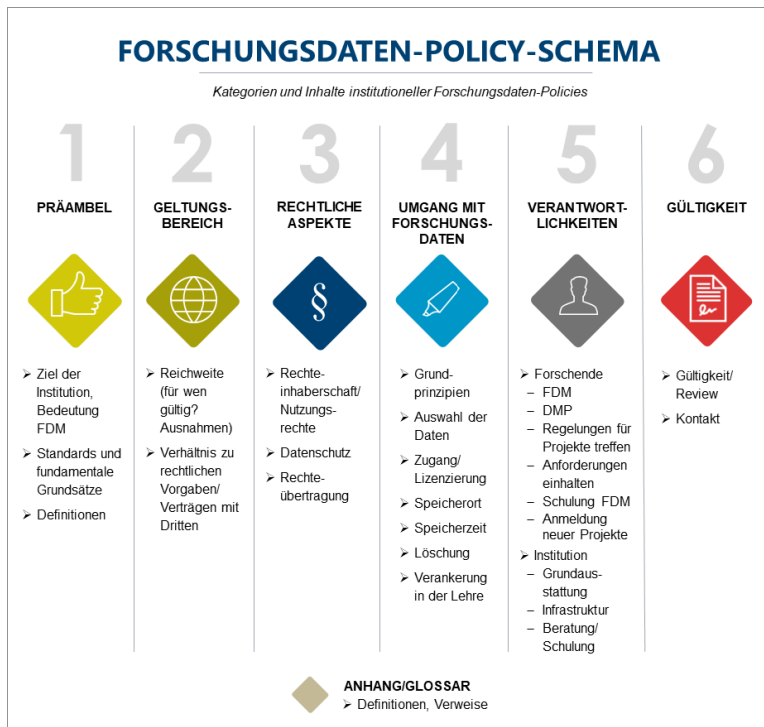 FORSCHUNGSDATEN-POLICY-SCHEMA
Kategorien und Inhalte institutioneller Forschungsdaten-Policies
1
PRÄAMBEL
➢ Ziel der
Institution,
Bedeutung
FDM
➢ Standards und
fundamentale
Grundsätze
➢ Definitionen
2
GELTUNGS-
BEREICH
➢ Reichweite
(für wen
gültig?
Ausnahmen)
➢ Verhältnis zu
rechtlichen
Vorgaben/
Verträgen mit
Dritten
3
RECHTLICHE
ASPEKTE
§
➢ Rechte-
inhaberschaft/
Nutzungs-
rechte
➢ Datenschutz
➢ Rechte-
übertragung
4
UMGANG MIT
FORSCHUNGS-
DATEN
➢ Grund-
prinzipien
➢ Auswahl der
Daten
➢ Zugang/
Lizenzierung
➢ Speicherort
➢ Speicherzeit
➢ Löschung
➢ Verankerung
in der Lehre
5
VERANTWORT-
LICHKEITEN
➢ Forschende
– FDM
– DMP
– Regelungen für
Projekte treffen
– Anforderungen
einhalten
– Schulung FDM
– Anmeldung
neuer Projekte
➢ Institution
– Grundaus-
stattung
– Infrastruktur
– Beratung/
Schulung
6
GÜLTIGKEIT
➢ Gültigkeit/
Review
➢ Kontakt
ANHANG/GLOSSAR
➢ Definitionen, Verweise